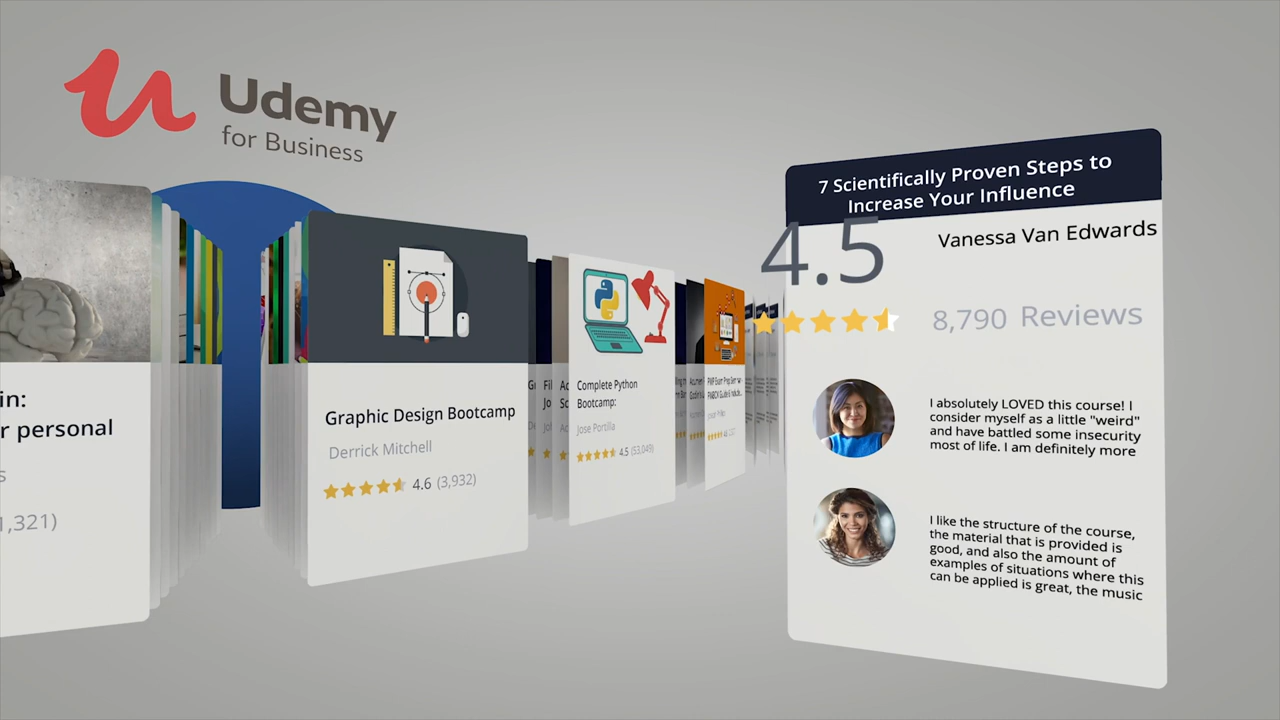 Udemy
for Business
7 Scientifically Proven Steps to
Increase Your Influence
4.5
Vanessa Van Edwards
8,790 Reviews
I absolutely LOVED this course! I
consider myself as a little "weird"
and have battled some insecurity
most of life. I am definitely more
I like the structure of the course,
the material that is provided is
good, and also the amount of
examples of situations where this
can be applied is great, the music
in:
r personal
s
1,321)
Graphic Design Bootcamp
Derrick Mitchell
4.6 (3,932)
Complete Python
Bootcamp:
Jose Portilla
4.5 (53,049)
PMP Exam Prep